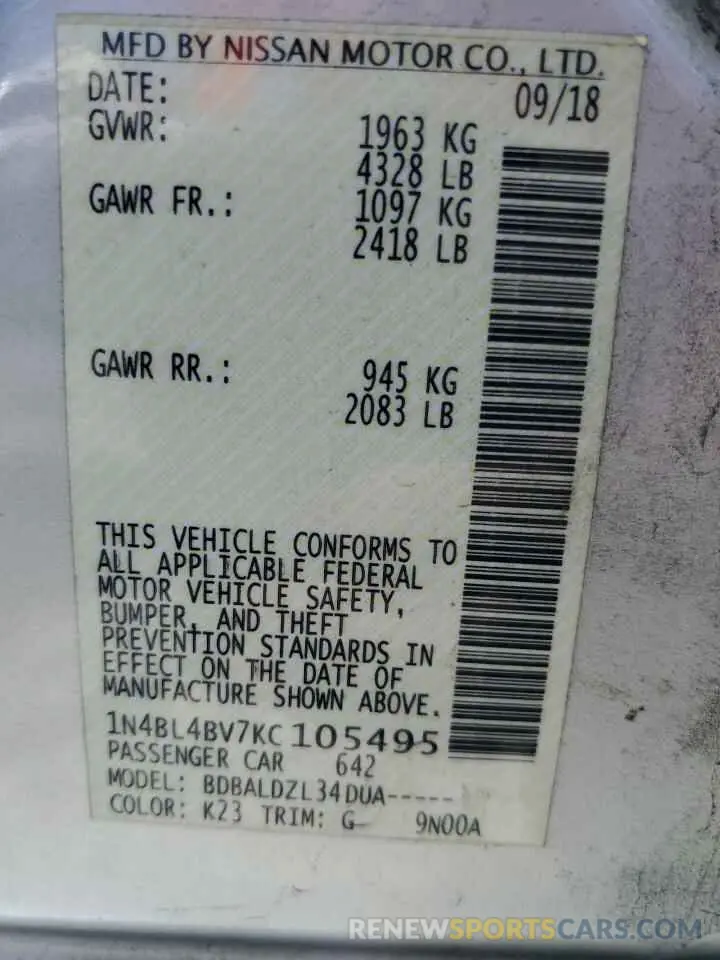 MFD BY NISSAN MOTOR CO., LTD.
DATE: 09/18
GVWR: 1963 KG
4328 LB
GAWR FR.: 1097 KG
2418 LB
GAWR RR.: 945 KG
2083 LB
THIS VEHICLE CONFORMS TO
ALL APPLICABLE FEDERAL
MOTOR VEHICLE SAFETY,
BUMPER, AND THEFT
PREVENTION STANDARDS IN
EFFECT ON THE DATE OF
MANUFACTURE SHOWN ABOVE.
1N4BL4BV7KC105495
PASSENGER CAR 642
MODEL: BDBALDZL34DUA-----
COLOR: K23 TRIM: G 9N00A
RENEWSPORTSCARS.COM